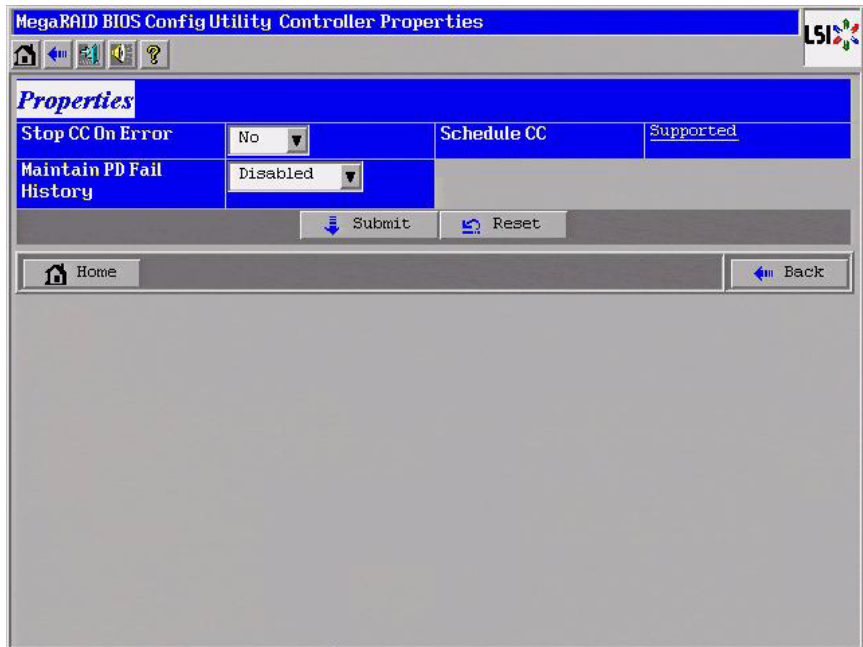 MegaRAID BIOS Config Utility Controller Properties
LSI
?
Properties
Stop CC On Error
No
Schedule CC
Supported
Maintain PD Fail
History
Disabled
Submit
Reset
Home
Back